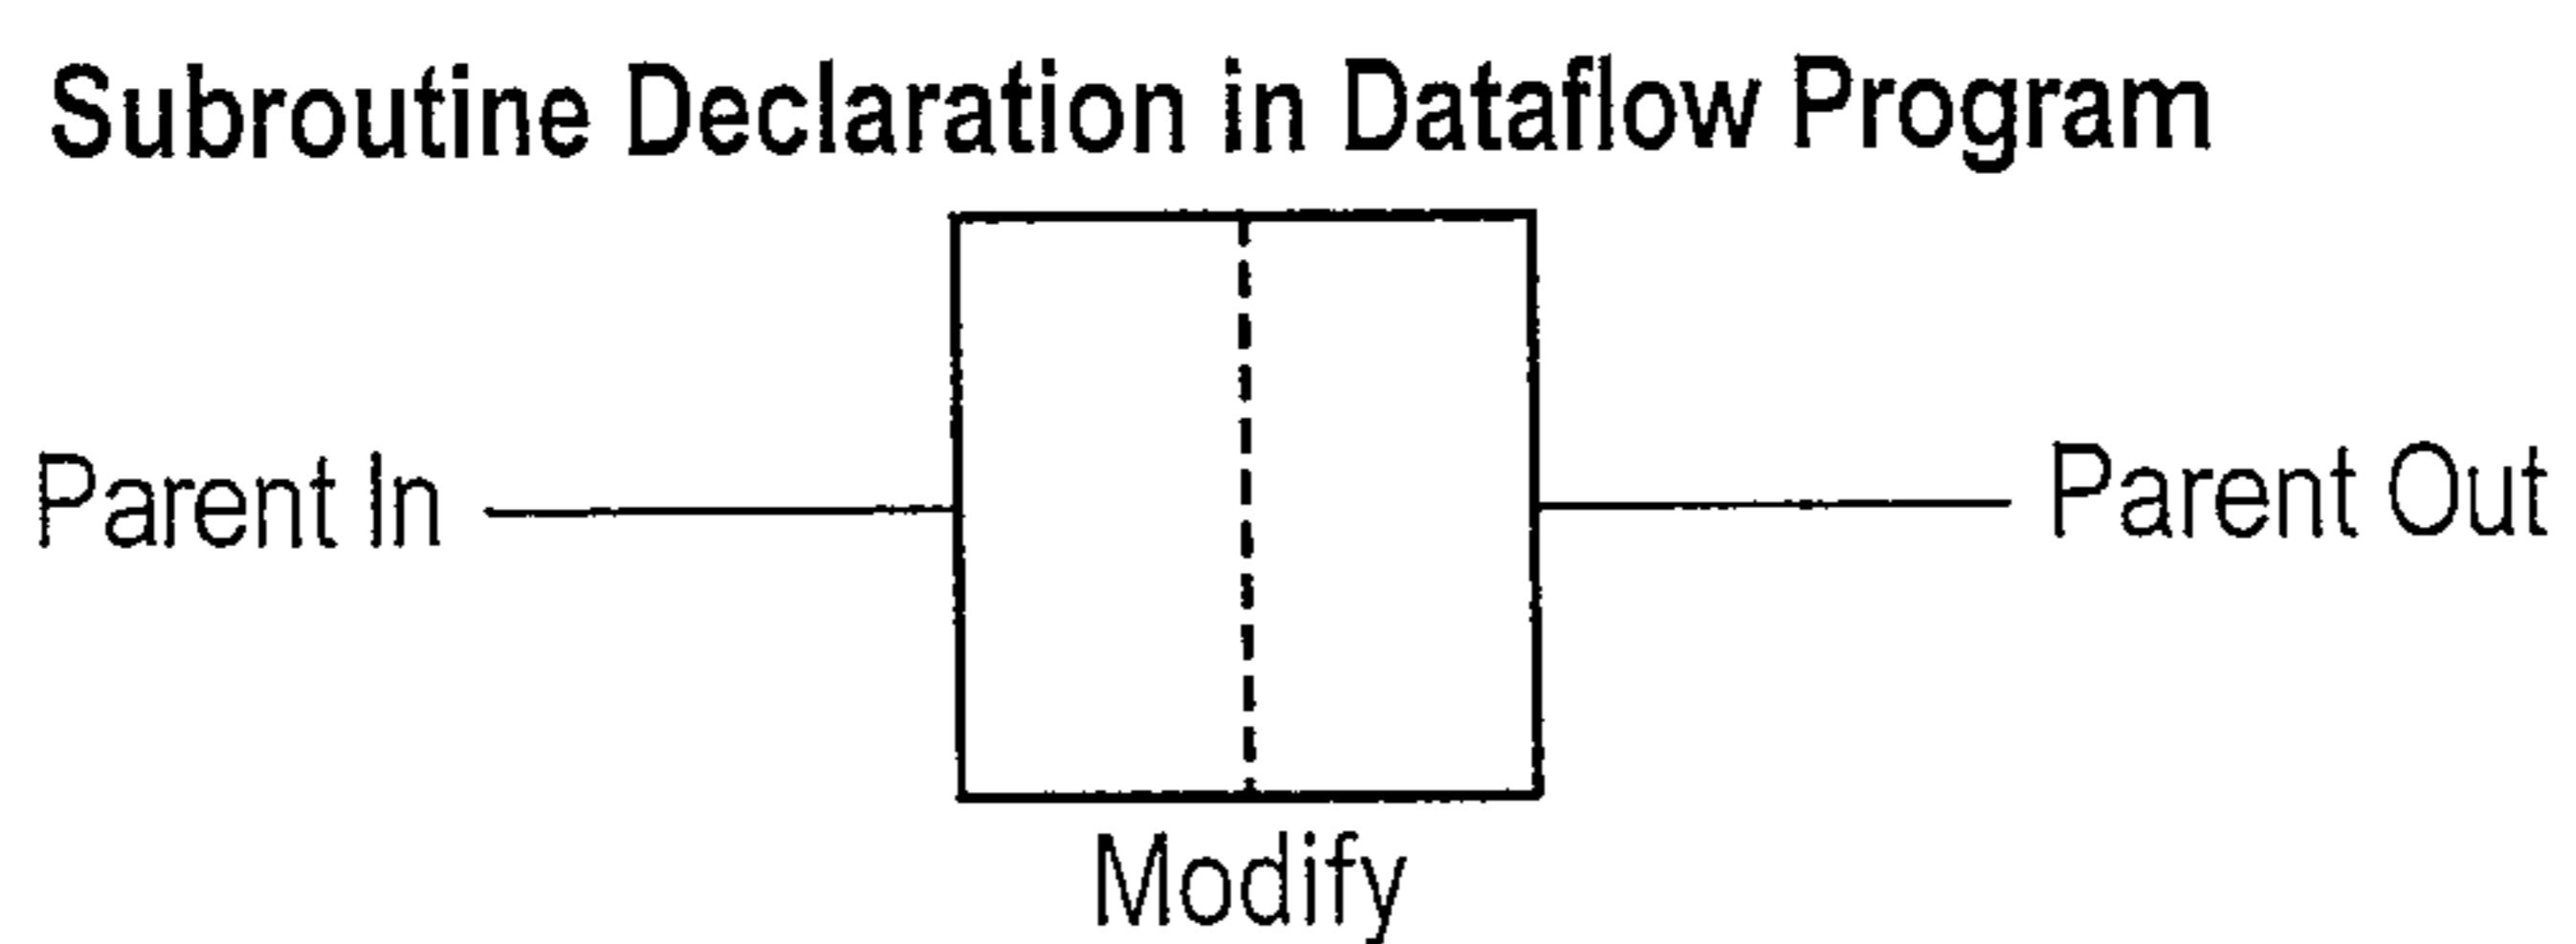 Subroutine Declaration in Dataflow Program
Parent In
Parent Out
Modify